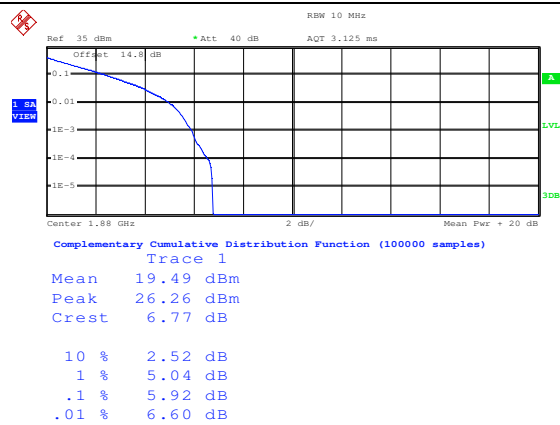 RBW 10 MHz
Ref 35 dBm * Att 40 dB AQT 3.125 ms
Offset 14.8 dB
0.1
A
1 SA
VIEW
0.01
1E-3
LVL
1E-4
1E-5
3DB
Center 1.88 GHz 2 dB/ Mean Pwr + 20 dB
Complementary Cumulative Distribution Function (100000 samples)
Trace 1
Mean 19.49 dBm
Peak 26.26 dBm
Crest 6.77 dB
10 % 2.52 dB
1 % 5.04 dB
.1 % 5.92 dB
.01 % 6.60 dB